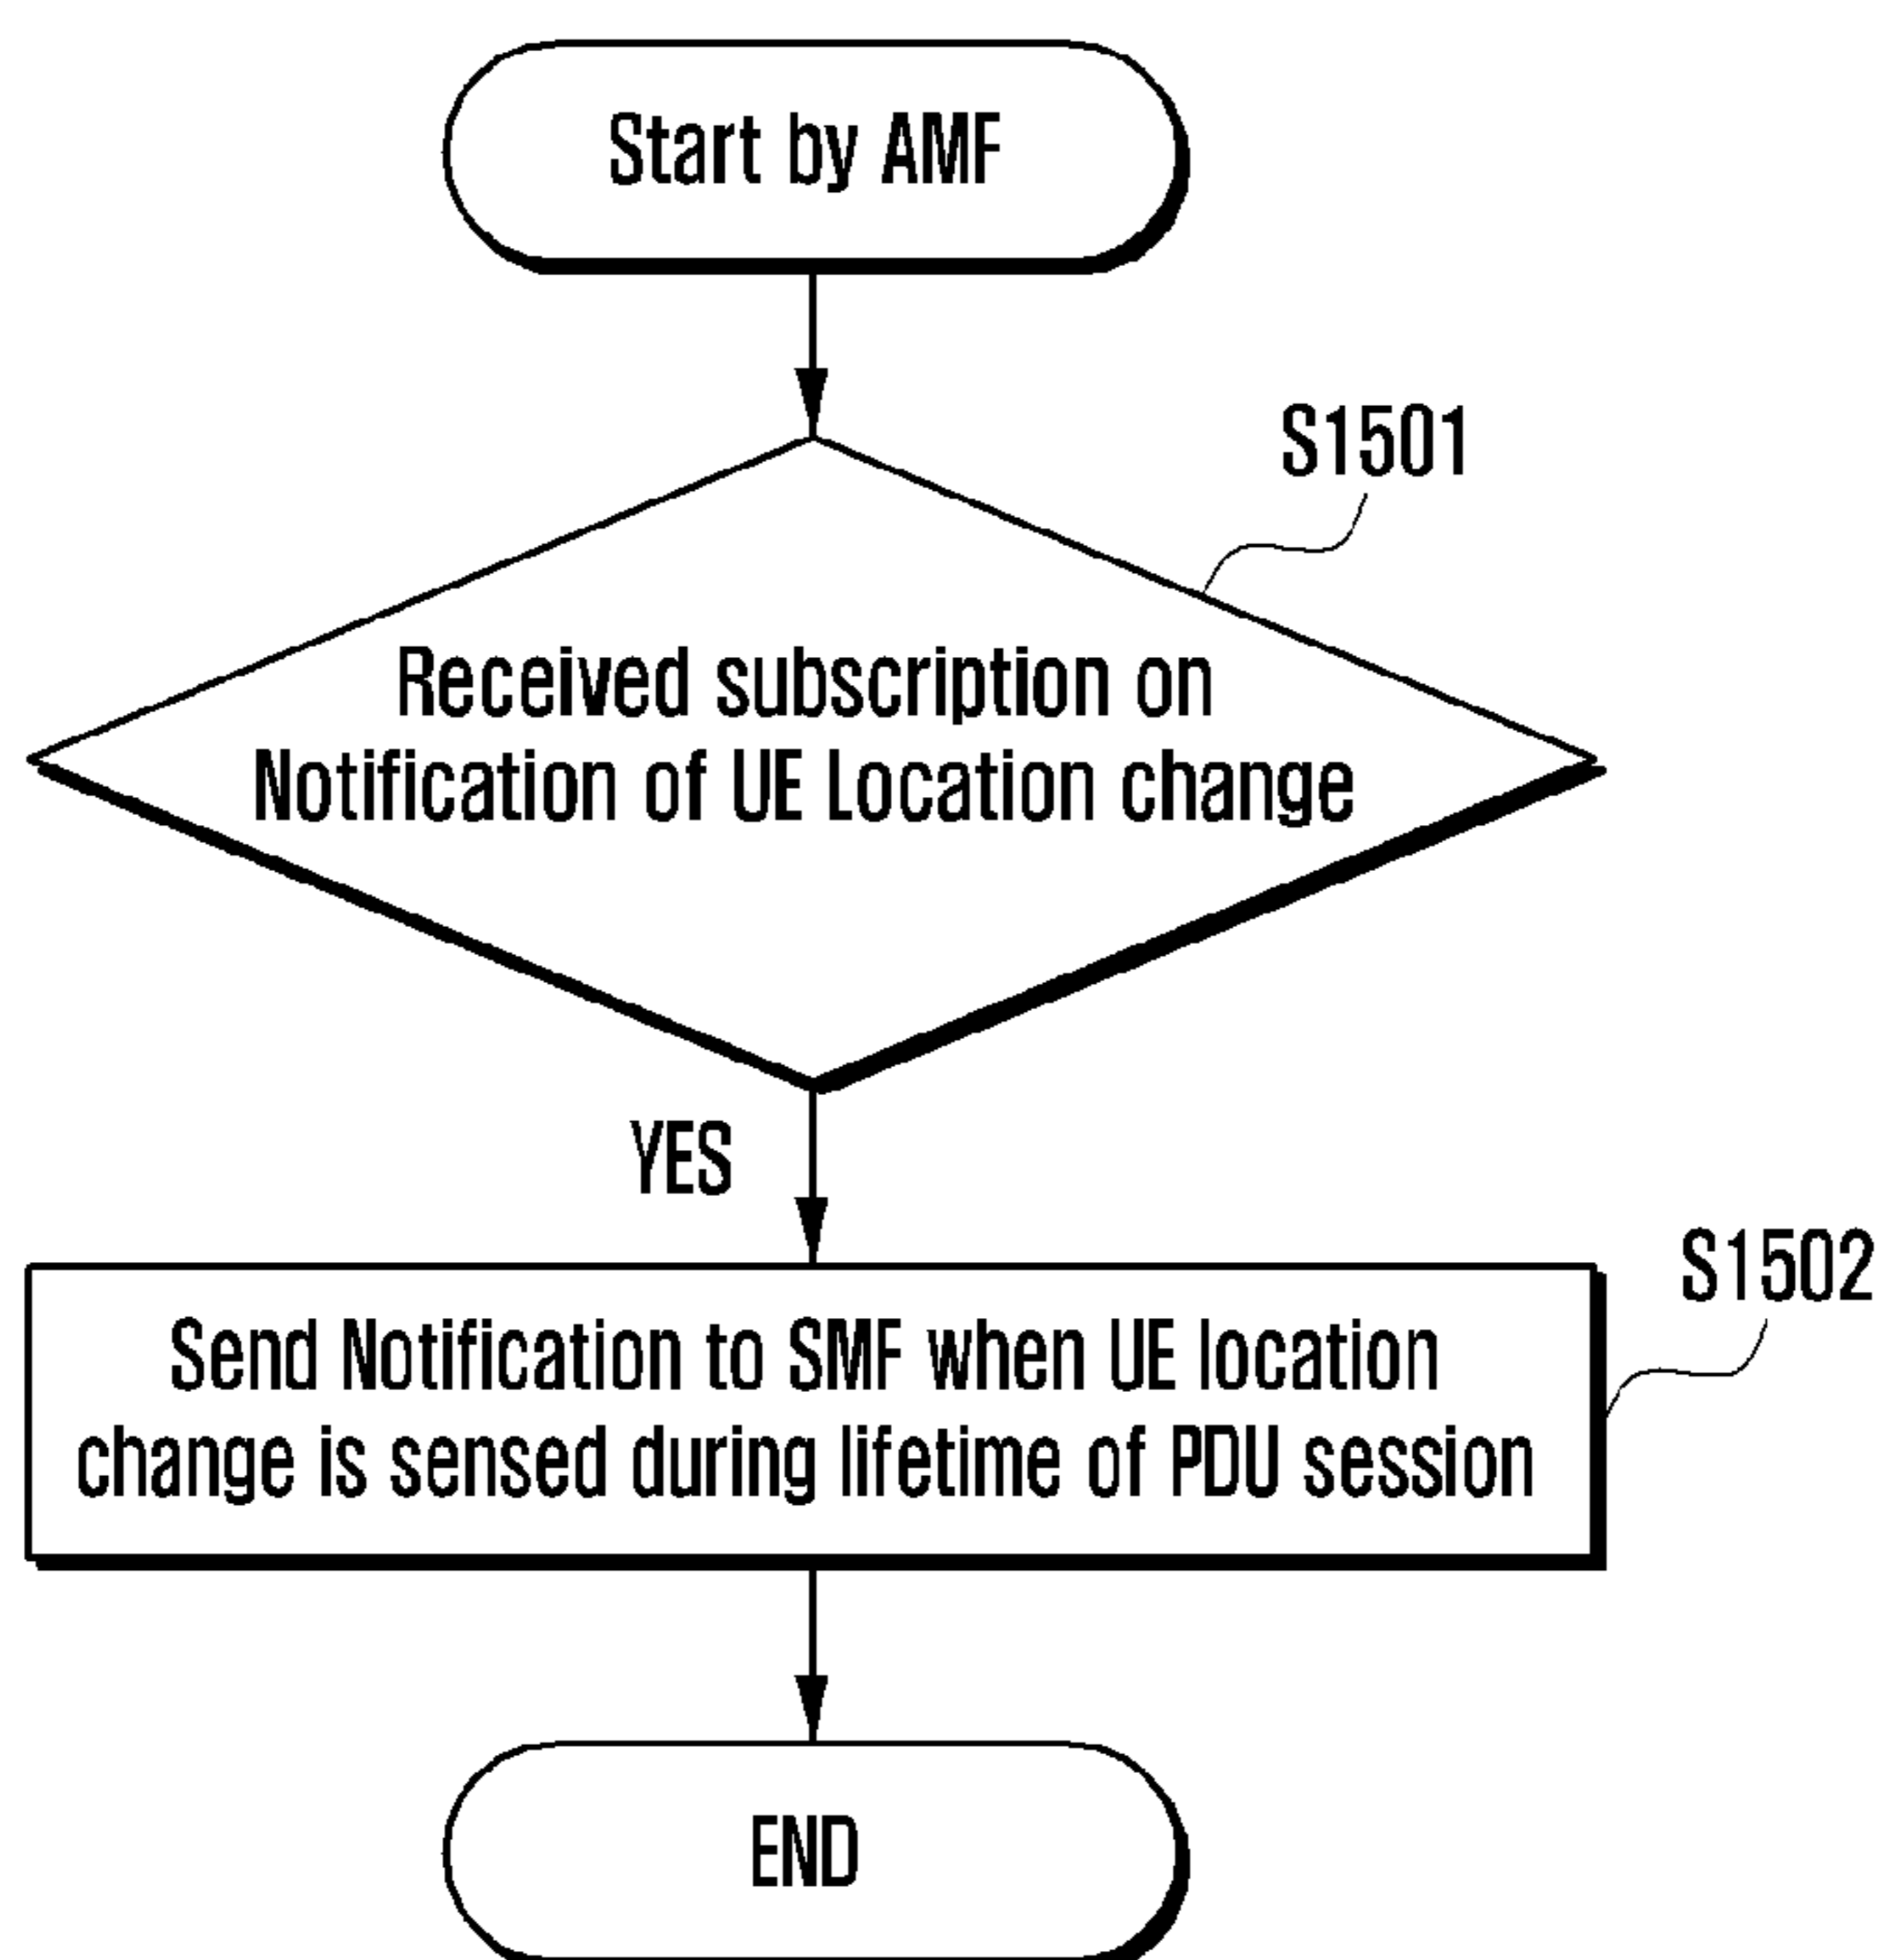 Start by AMF
S1501
Received subscription on
Notification of UE Location change
YES
S1502
Send Notification to SMF when UE location
change is sensed during lifetime of PDU session
END